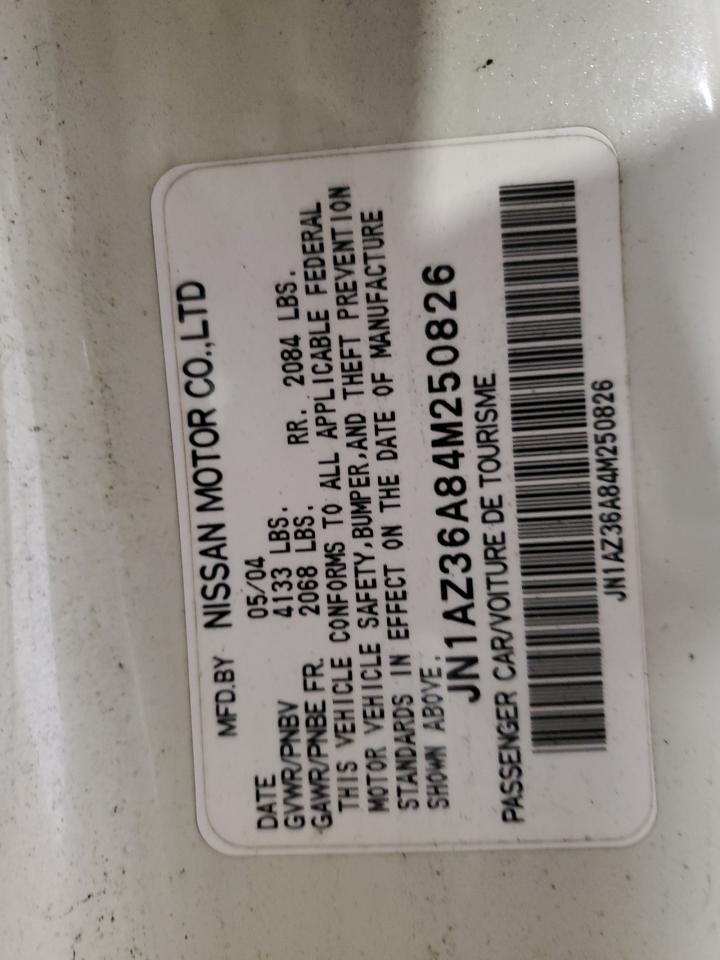 MFD.BY NISSAN MOTOR CO.,LTD
DATE 05/04
GVWR/PNBV 4133 LBS.
GAWR/PNBE FR. 2068 LBS. RR. 2084 LBS.
THIS VEHICLE CONFORMS TO ALL APPLICABLE FEDERAL
MOTOR VEHICLE SAFETY,BUMPER,AND THEFT PREVENTION
STANDARDS IN EFFECT ON THE DATE OF MANUFACTURE
SHOWN ABOVE.
JN1AZ36A84M250826
PASSENGER CAR/VOITURE DE TOURISME
JN1AZ36A84M250826